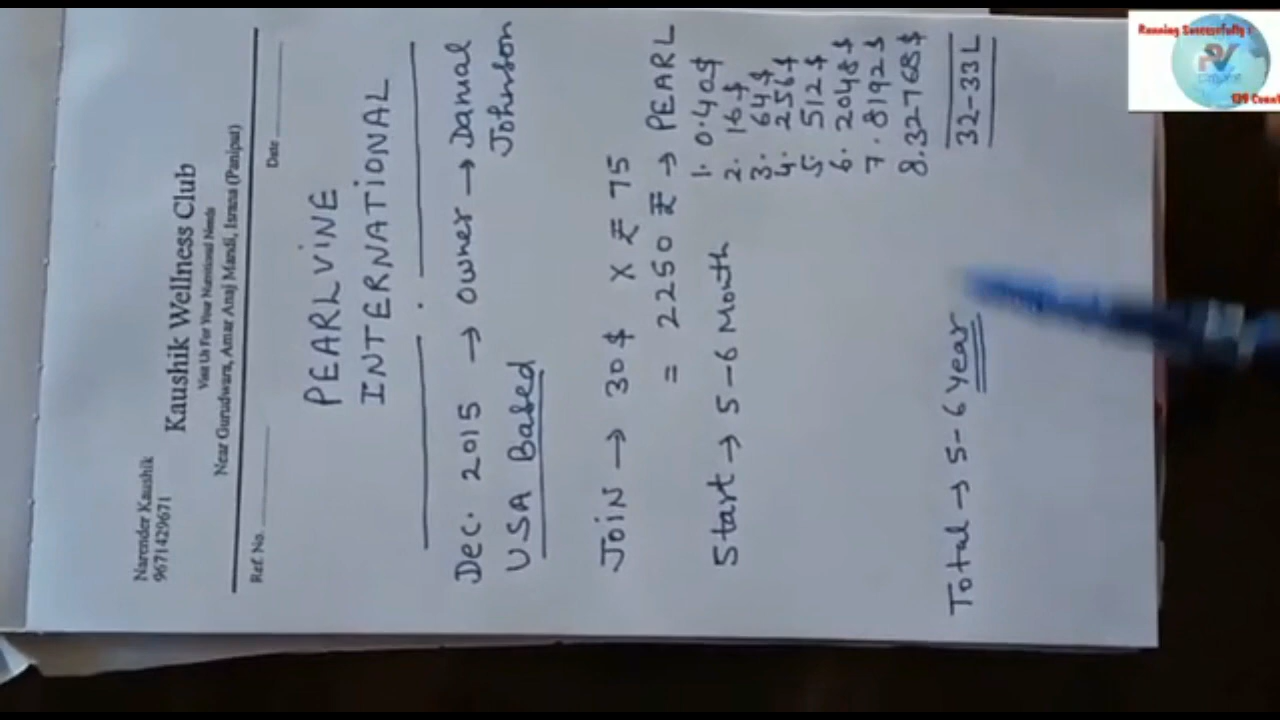 Narender Kaushik
9671429671
Kaushik Wellness Club
Visit Us For Your Nutritional Needs
Near Gurudwara, Amar Anaj Mandi, Israna (Panipat)
Ref. No.
Date
PEARLVINE
INTERNATIONAL
Dec. 2015 → Owner → Danial
Johnson
USA Based
JOIN → 30$ X ₹ 75
= 2250 ₹ → PEARL
Start → 5-6 Month
1. 0.40$
2. 16$
3. 64$
4. 256$
5. 512$
6. 2048$
7. 8192$
8. 32768$
Total → 5-6 Year
32-33L
Running Successfully :
PV